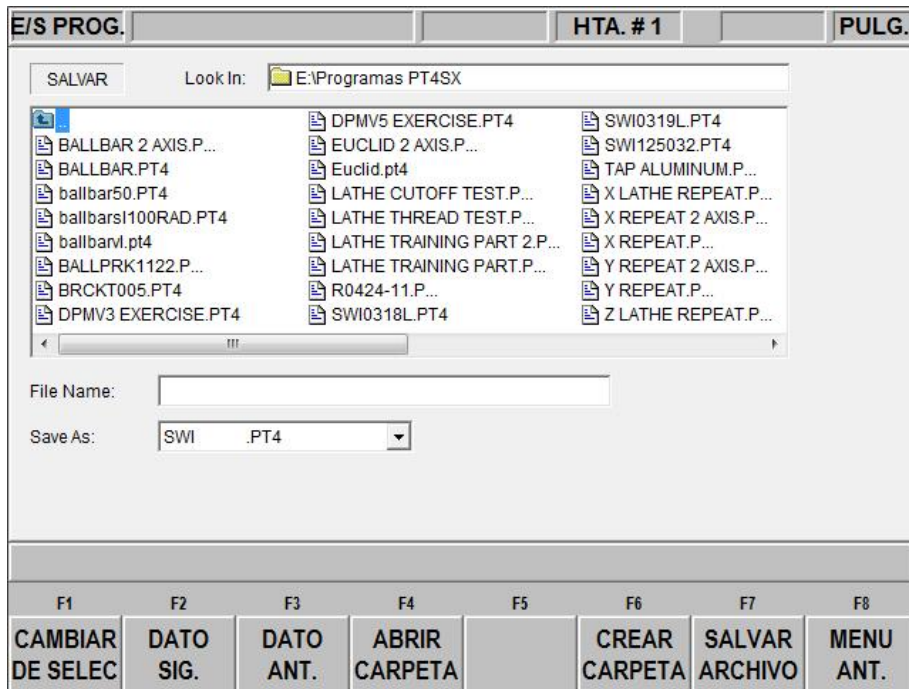 E/S PROG. HTA. # 1 PULG.
SALVAR Look In: E:\Programas PT4SX
..
BALLBAR 2 AXIS.P...
BALLBAR.PT4
ballbar50.PT4
ballbarsl100RAD.PT4
ballbarvl.pt4
BALLPRK1122.P...
BRCKT005.PT4
DPMV3 EXERCISE.PT4
DPMV5 EXERCISE.PT4
EUCLID 2 AXIS.P...
Euclid.pt4
LATHE CUTOFF TEST.P...
LATHE THREAD TEST.P...
LATHE TRAINING PART 2.P...
LATHE TRAINING PART.P...
R0424-11.P...
SWI0318L.PT4
SWI0319L.PT4
SWI125032.PT4
TAP ALUMINUM.P...
X LATHE REPEAT.P...
X REPEAT 2 AXIS.P...
X REPEAT.P...
Y REPEAT 2 AXIS.P...
Y REPEAT.P...
Z LATHE REPEAT.P...
File Name:
Save As: SWI .PT4
F1 F2 F3 F4 F5 F6 F7 F8
CAMBIAR DATO DATO ABRIR CREAR SALVAR MENU
DE SELEC SIG. ANT. CARPETA CARPETA ARCHIVO ANT.